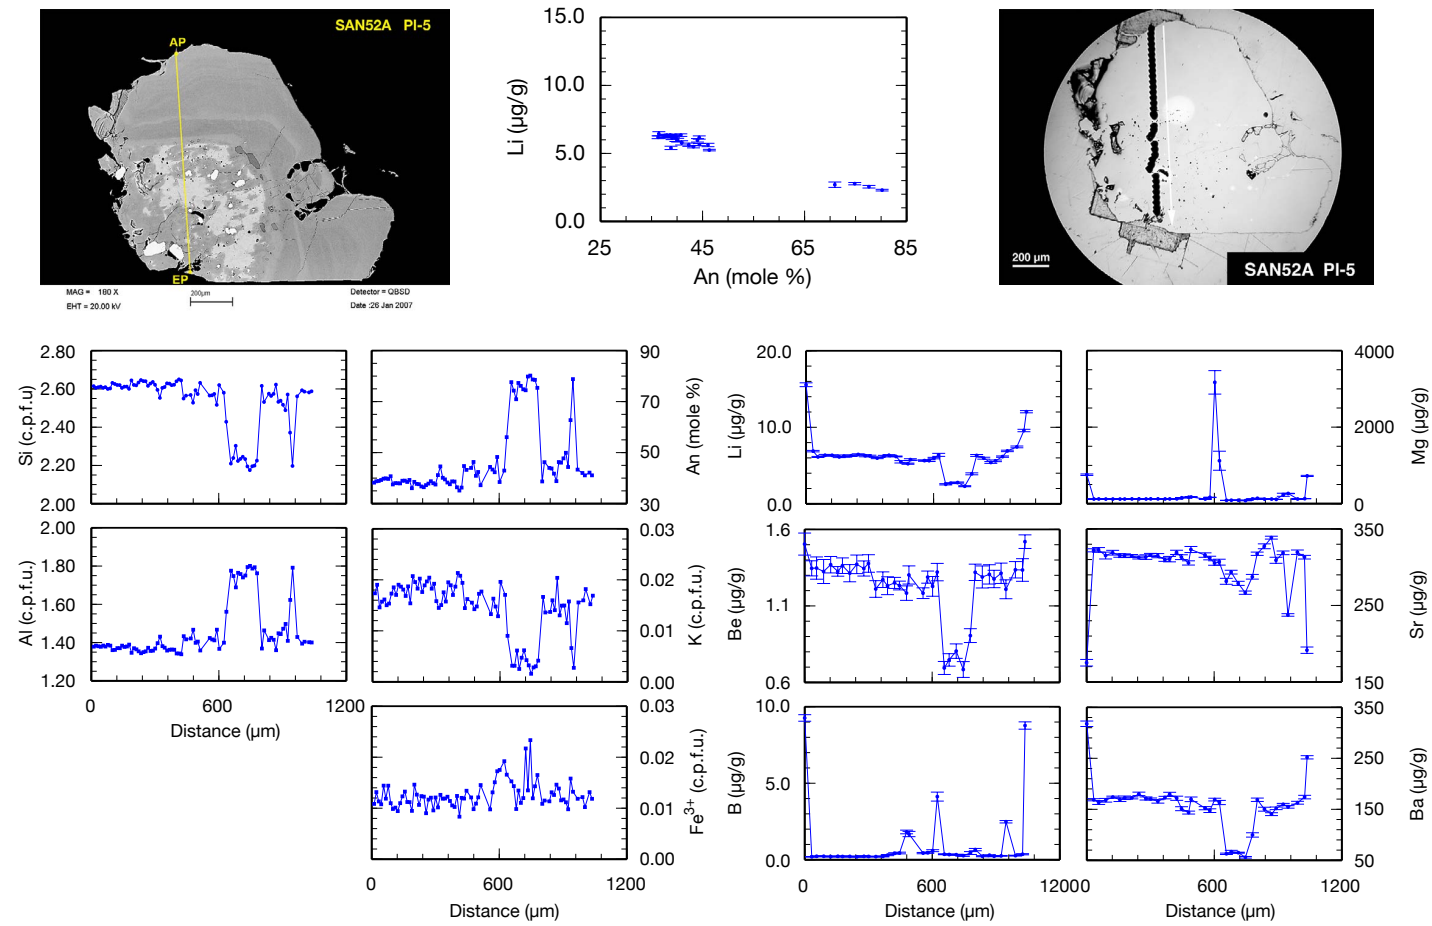 SAN52A PI-5
AP
EP
MAG = 180 X
EHT = 20.00 kV
200µm
Detector = QBSD
Date :26 Jan 2007
15.0
10.0
5.0
0.0
Li (µg/g)
25 45 65 85
An (mole %)
200 µm
SAN52A PI-5
2.80
2.60
2.40
2.20
2.00
Si (c.p.f.u)
90
70
50
30
An (mole %)
20.0
10.0
0.0
Li (µg/g)
4000
2000
0
Mg (µg/g)
2.00
1.80
1.60
1.40
1.20
Al (c.p.f.u.)
0 600 1200
Distance (µm)
0.03
0.02
0.01
0.00
K (c.p.f.u.)
1.6
1.1
0.6
Be (µg/g)
350
250
150
Sr (µg/g)
0.03
0.02
0.01
0.00
Fe3+ (c.p.f.u.)
0 600 1200
Distance (µm)
10.0
5.0
0.0
B (µg/g)
0 600 1200
Distance (µm)
350
250
150
50
Ba (µg/g)
0 600 1200
Distance (µm)